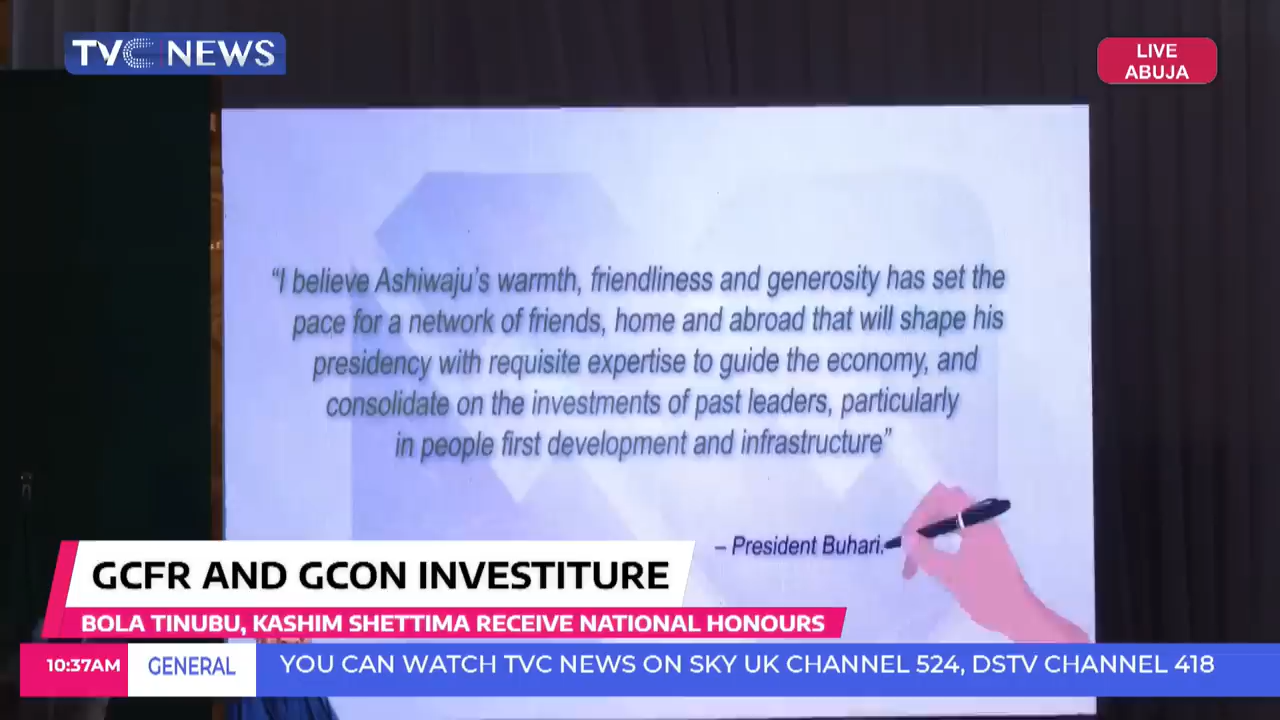 TVC NEWS
LIVE
ABUJA
“I believe Ashiwaju’s warmth, friendliness and generosity has set the
pace for a network of friends, home and abroad that will shape his
presidency with requisite expertise to guide the economy, and
consolidate on the investments of past leaders, particularly
in people first development and infrastructure”
– President Buhari.
GCFR AND GCON INVESTITURE
BOLA TINUBU, KASHIM SHETTIMA RECEIVE NATIONAL HONOURS
10:37AM GENERAL YOU CAN WATCH TVC NEWS ON SKY UK CHANNEL 524, DSTV CHANNEL 418